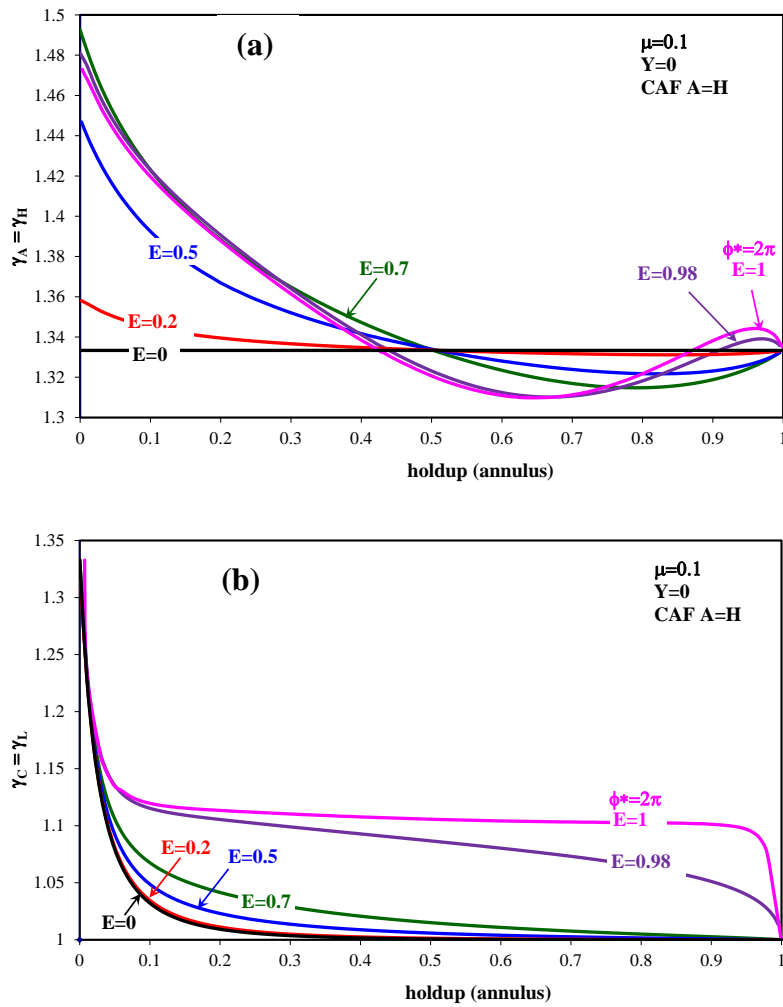 (a)
μ=0.1
Y=0
CAF A=H
1.5
1.48
1.46
1.44
1.42
1.4
1.38
1.36
1.34
1.32
1.3
γA = γH
E=0.5
E=0.7
E=0.98
ϕ*=2π
E=1
E=0.2
E=0
0 0.1 0.2 0.3 0.4 0.5 0.6 0.7 0.8 0.9 1
holdup (annulus)
(b)
μ=0.1
Y=0
CAF A=H
1.35
1.3
1.25
1.2
1.15
1.1
1.05
1
γC = γL
ϕ*=2π
E=1
E=0.98
E=0.2
E=0.5
E=0.7
E=0
0 0.1 0.2 0.3 0.4 0.5 0.6 0.7 0.8 0.9 1
holdup (annulus)